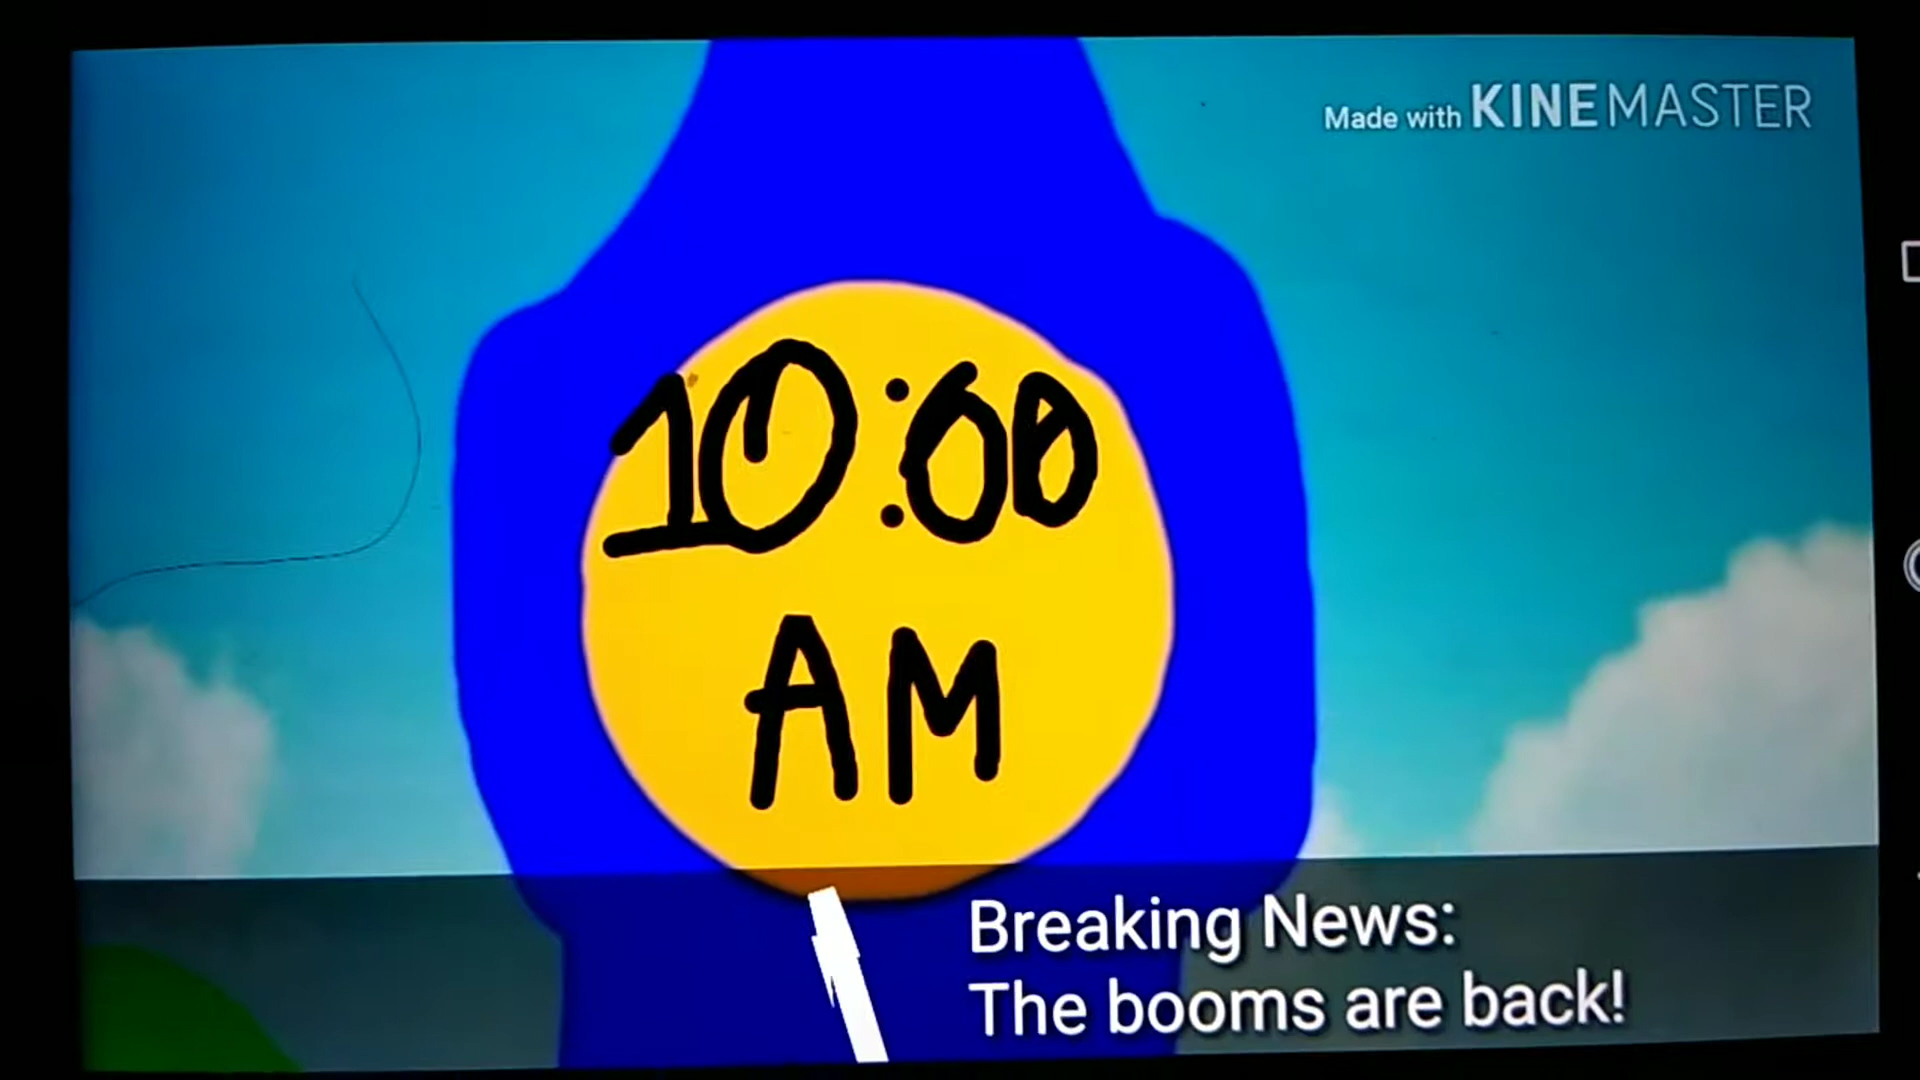 Made with KINEMASTER
10:00
AM
Breaking News:
The booms are back!